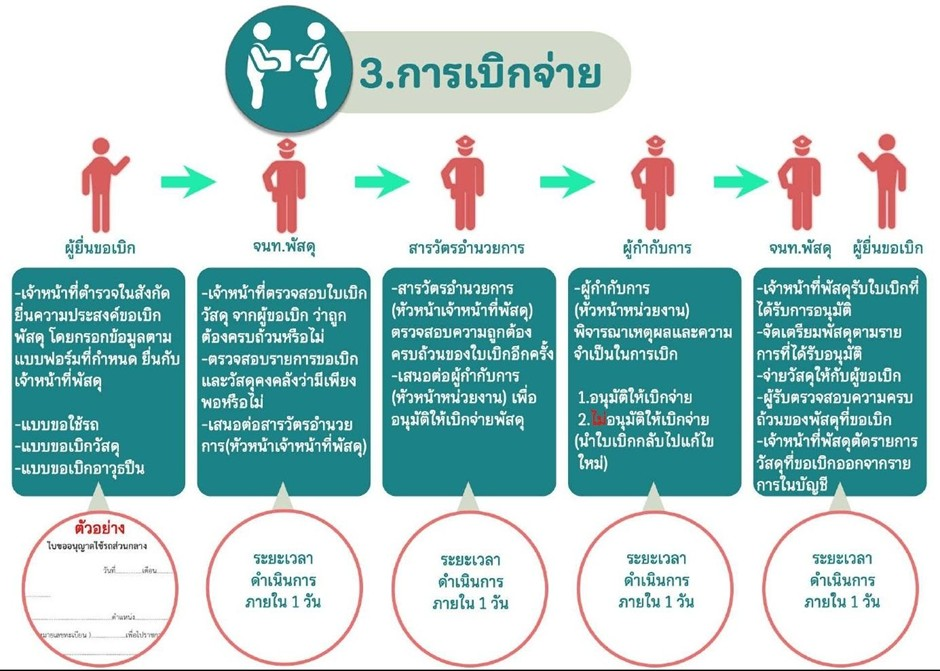 3.การเบิกจ่าย
ผู้ยื่นขอเบิก
จนท.พัสดุ
สารวัตรอำนวยการ
ผู้กำกับการ
จนท.พัสดุ
ผู้ยื่นขอเบิก
-เจ้าหน้าที่ตำรวจในสังกัด
ยื่นความประสงค์ขอเบิก
พัสดุ โดยกรอกข้อมูลตาม
แบบฟอร์มที่กำหนด ยื่นกับ
เจ้าหน้าที่พัสดุ
-แบบขอใช้รถ
-แบบขอเบิกวัสดุ
-แบบขอเบิกอาวุธปืน
-เจ้าหน้าที่ตรวจสอบใบเบิก
วัสดุ จากผู้ขอเบิก ว่าถูก
ต้องครบถ้วนหรือไม่
-ตรวจสอบรายการขอเบิก
และวัสดุคงคลังว่ามีเพียง
พอหรือไม่
-เสนอต่อสารวัตรอำนวย
การ(หัวหน้าเจ้าหน้าที่พัสดุ)
-สารวัตรอำนวยการ
(หัวหน้าเจ้าหน้าที่พัสดุ)
ตรวจสอบความถูกต้อง
ครบถ้วนของใบเบิกอีกครั้ง
-เสนอต่อผู้กำกับการ
(หัวหน้าหน่วยงาน) เพื่อ
อนุมัติให้เบิกจ่ายพัสดุ
-ผู้กำกับการ
(หัวหน้าหน่วยงาน)
พิจารณาเหตุผลและความ
จำเป็นในการเบิก
1.อนุมัติให้เบิกจ่าย
2.ไม่อนุมัติให้เบิกจ่าย
(นำใบเบิกกลับไปแก้ไข
ใหม่)
-เจ้าหน้าที่พัสดุรับใบเบิกที่
ได้รับการอนุมัติ
-จัดเตรียมพัสดุตามราย
การที่ได้รับอนุมัติ
-จ่ายวัสดุให้กับผู้ขอเบิก
-ผู้รับตรวจสอบความครบ
ถ้วนของพัสดุที่ขอเบิก
-เจ้าหน้าที่พัสดุตัดรายการ
วัสดุที่ขอเบิกออกจากราย
การในบัญชี
ตัวอย่าง
ใบขออนุญาตใช้รถส่วนกลาง
วันที่............เดือน
ตำแหน่ง
มายเลขทะเบียน )............เพื่อไปราชก
ระยะเวลา
ดำเนินการ
ภายใน 1 วัน
ระยะเวลา
ดำเนินการ
ภายใน 1 วัน
ระยะเวลา
ดำเนินการ
ภายใน 1 วัน
ระยะเวลา
ดำเนินการ
ภายใน 1 วัน